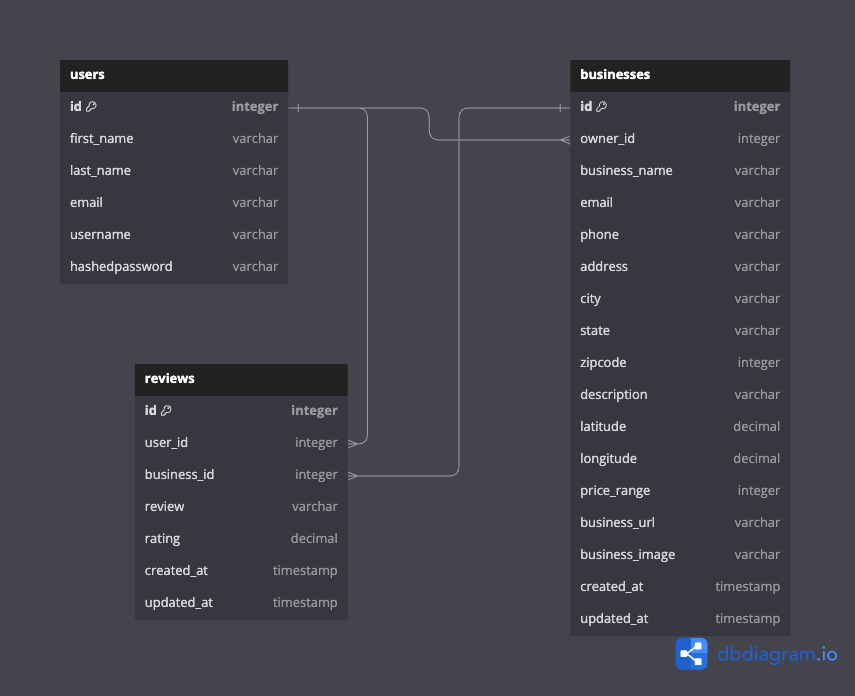 users
id integer
first_name varchar
last_name varchar
email varchar
username varchar
hashedpassword varchar
businesses
id integer
owner_id integer
business_name varchar
email varchar
phone varchar
address varchar
city varchar
state varchar
zipcode integer
description varchar
latitude decimal
longitude decimal
price_range integer
business_url varchar
business_image varchar
created_at timestamp
updated_at timestamp
reviews
id integer
user_id integer
business_id integer
review varchar
rating decimal
created_at timestamp
updated_at timestamp
dbdiagram.io